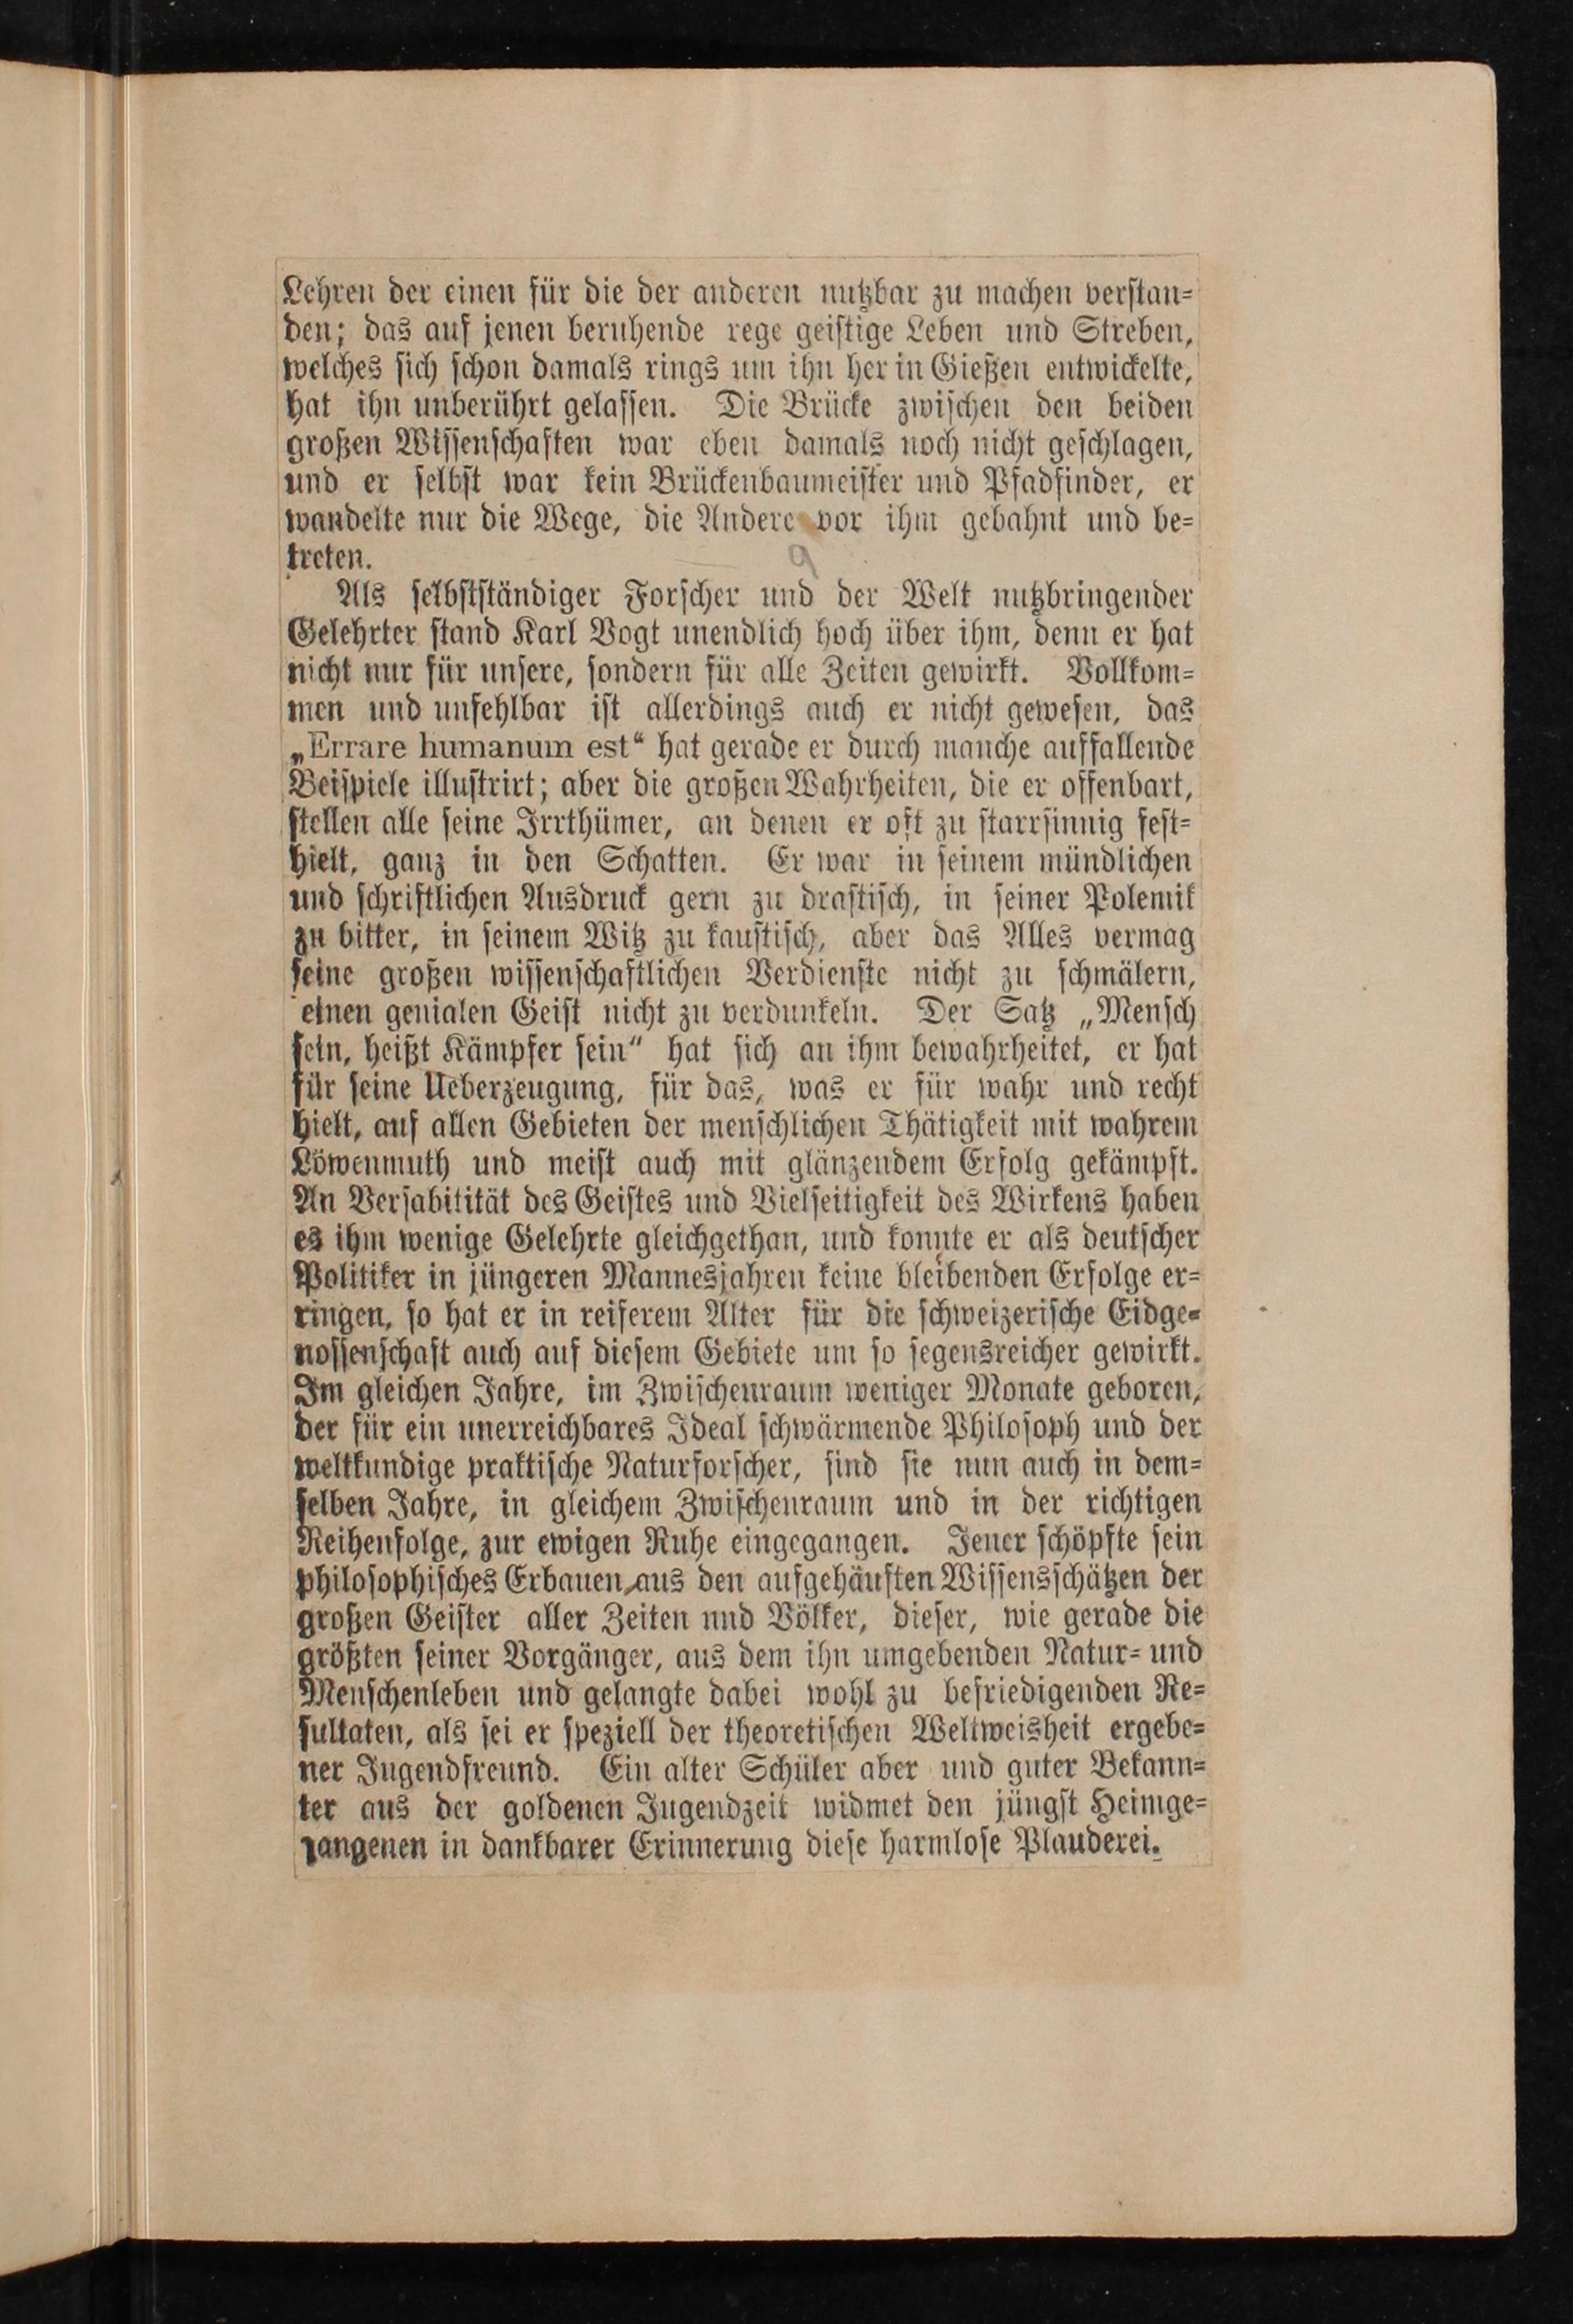 Lehren der einen für die der anderen nutzbar zu machen verstan-
den; das auf jenen beruhende rege geistige Leben und Streben,
welches sich schon damals rings um ihn her in Gießen entwickelte,
hat ihn unberührt gelassen. Die Brücke zwischen den beiden
großen Wissenschaften war eben damals noch nicht geschlagen,
und er selbst war kein Brückenbaumeister und Pfadfinder, er
wandelte nur die Wege, die Andere vor ihm gebahnt und be-
treten.
9
Als selbstständiger Forscher und der Welt nutzbringender
Gelehrter stand Karl Vogt unendlich hoch über ihm, denn er hat
nicht nur für unsere, sondern für alle Zeiten gewirkt. Vollkom-
men und unfehlbar ist allerdings auch er nicht gewesen, das
„Errare humanum est“ hat gerade er durch manche auffallende
Beispiele illustrirt; aber die großen Wahrheiten, die er offenbart,
stellen alle seine Irrthümer, an denen er oft zu starrsinnig fest-
hielt, ganz in den Schatten. Er war in seinem mündlichen
und schriftlichen Ausdruck gern zu drastisch, in seiner Polemik
zu bitter, in seinem Witz zu kaustisch, aber das Alles vermag
seine großen wissenschaftlichen Verdienste nicht zu schmälern,
einen genialen Geist nicht zu verdunkeln. Der Satz „Mensch
sein, heißt Kämpfer sein“ hat sich an ihm bewahrheitet, er hat
für seine Ueberzeugung, für das, was er für wahr und recht
hielt, auf allen Gebieten der menschlichen Thätigkeit mit wahrem
Löwenmuth und meist auch mit glänzendem Erfolg gekämpft.
An Versabilität des Geistes und Vielseitigkeit des Wirkens haben
es ihm wenige Gelehrte gleichgethan, und konnte er als deutscher
Politiker in jüngeren Mannesjahren keine bleibenden Erfolge er-
ringen, so hat er in reiferem Alter für die schweizerische Eidge-
nossenschaft auch auf diesem Gebiete um so segensreicher gewirkt.
Im gleichen Jahre, im Zwischenraum weniger Monate geboren,
der für ein unerreichbares Ideal schwärmende Philosoph und der
weltkundige praktische Naturforscher, sind sie nun auch in dem-
selben Jahre, in gleichem Zwischenraum und in der richtigen
Reihenfolge, zur ewigen Ruhe eingegangen. Jener schöpfte sein
philosophisches Erbauen aus den aufgehäuften Wissensschätzen der
großen Geister aller Zeiten und Völker, dieser, wie gerade die
größten seiner Vorgänger, aus dem ihn umgebenden Natur- und
Menschenleben und gelangte dabei wohl zu befriedigenden Re-
sultaten, als sei er speziell der theoretischen Weltweisheit ergebe-
ner Jugendfreund. Ein alter Schüler aber und guter Bekann-
ter aus der goldenen Jugendzeit widmet den jüngst Heimge-
gangenen in dankbarer Erinnerung diese harmlose Plauderei.